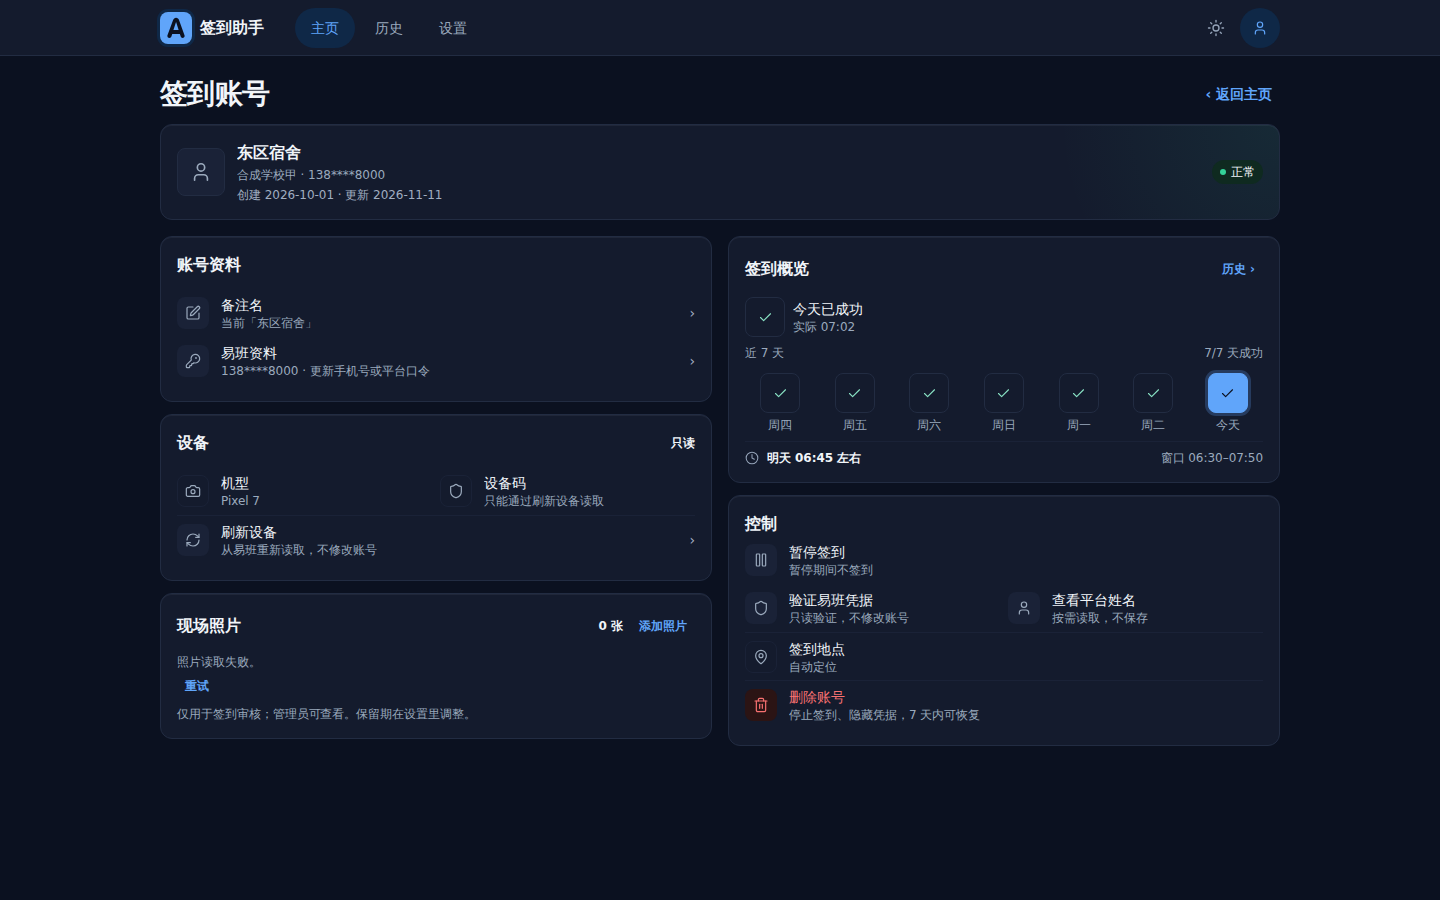 签到助手
主页
历史
设置
签到账号
‹ 返回主页
东区宿舍
合成学校甲 · 138****8000
创建 2026-10-01 · 更新 2026-11-11
正常
账号资料
备注名
当前「东区宿舍」
›
易班资料
138****8000 · 更新手机号或平台口令
›
设备
只读
机型
Pixel 7
设备码
只能通过刷新设备读取
刷新设备
从易班重新读取，不修改账号
›
现场照片
0 张
添加照片
照片读取失败。
重试
仅用于签到审核；管理员可查看。保留期在设置里调整。
签到概览
历史 ›
今天已成功
实际 07:02
近 7 天
7/7 天成功
周四
周五
周六
周日
周一
周二
今天
明天 06:45 左右
窗口 06:30–07:50
控制
暂停签到
暂停期间不签到
验证易班凭据
只读验证，不修改账号
查看平台姓名
按需读取，不保存
签到地点
自动定位
删除账号
停止签到、隐藏凭据，7 天内可恢复